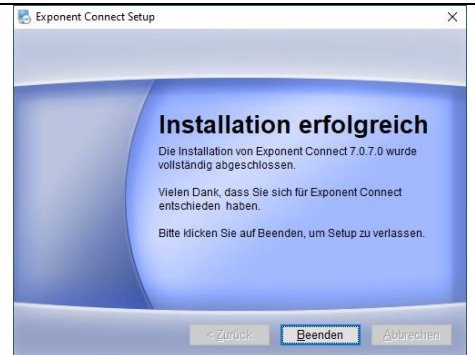 Exponent Connect Setup
Installation erfolgreich
Die Installation von Exponent Connect 7.0.7.0 wurde
vollständig abgeschlossen.
Vielen Dank, dass Sie sich für Exponent Connect
entschieden haben.
Bitte klicken Sie auf Beenden, um Setup zu verlassen.
< Zurück Beenden Abbrechen